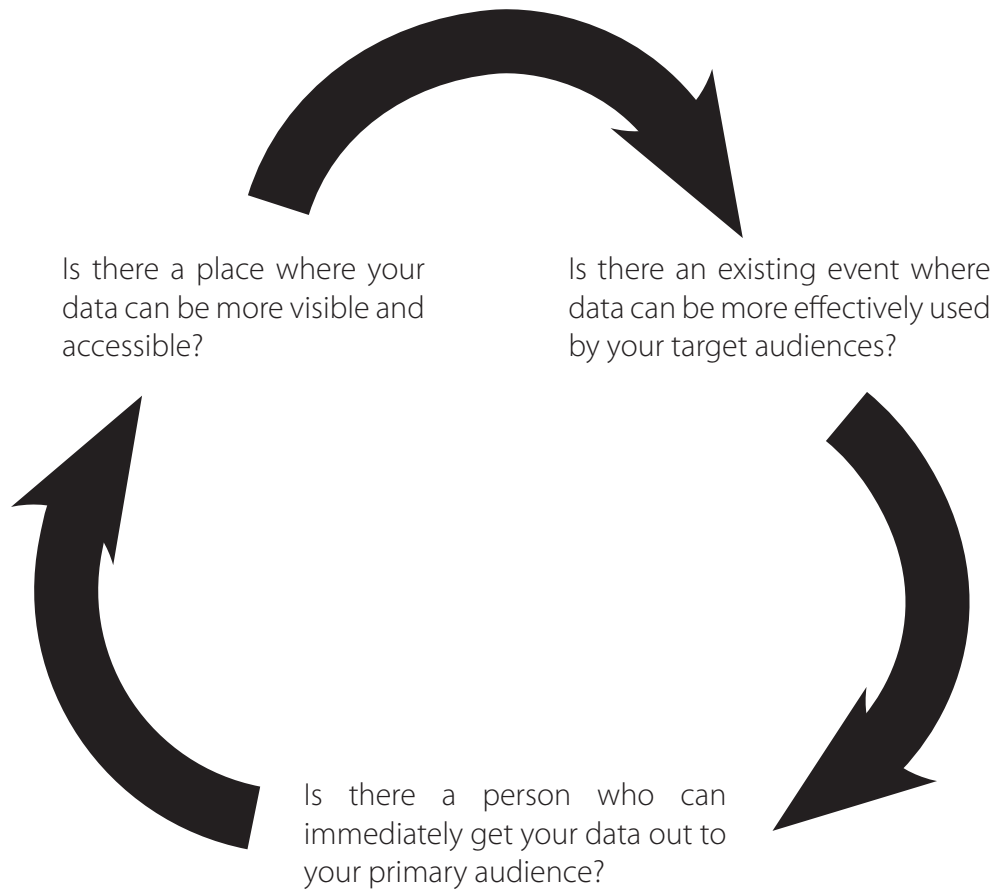 Is there a place where your
data can be more visible and
accessible?
Is there an existing event where
data can be more effectively used
by your target audiences?
Is there a person who can
immediately get your data out to
your primary audience?